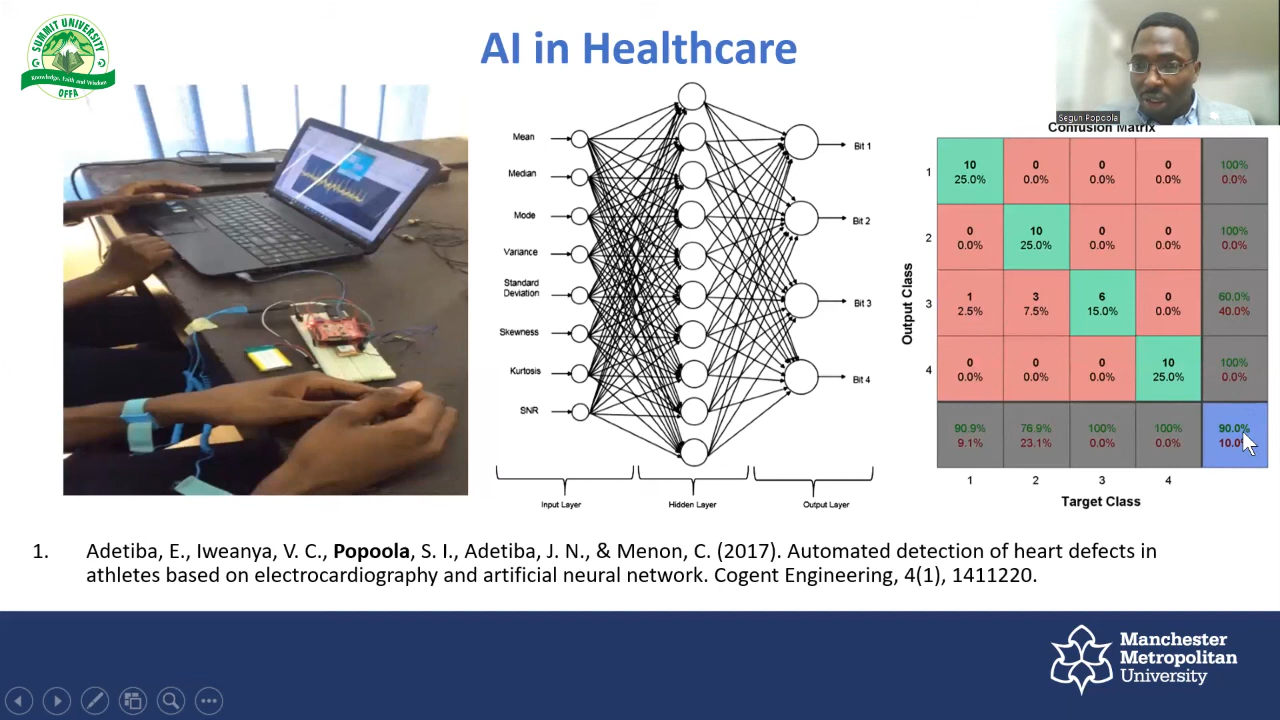 AI in Healthcare
SUMMIT UNIVERSITY
Knowledge, Faith and Wisdom
OFFA
Segun Popoola
Mean
Median
Mode
Variance
Standard
Deviation
Skewness
Kurtosis
SNR
Bit 1
Bit 2
Bit 3
Bit 4
Input Layer
Hidden Layer
Output Layer
Confusion Matrix
Output Class
1
10 0 0 0 100%
25.0% 0.0% 0.0% 0.0% 0.0%
2
0 10 0 0 100%
0.0% 25.0% 0.0% 0.0% 0.0%
3
1 3 6 0 60.0%
2.5% 7.5% 15.0% 0.0% 40.0%
4
0 0 0 10 100%
0.0% 0.0% 0.0% 25.0% 0.0%
90.9% 76.9% 100% 100% 90.0%
9.1% 23.1% 0.0% 0.0% 10.0%
1 2 3 4
Target Class
1. Adetiba, E., Iweanya, V. C., Popoola, S. I., Adetiba, J. N., & Menon, C. (2017). Automated detection of heart defects in
athletes based on electrocardiography and artificial neural network. Cogent Engineering, 4(1), 1411220.
Manchester
Metropolitan
University